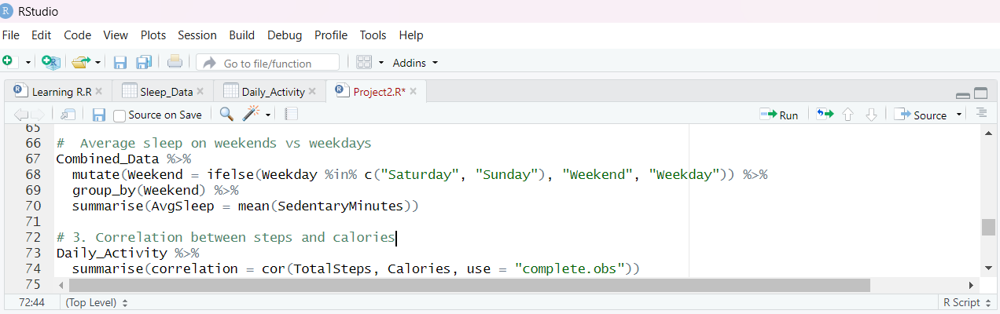 RStudio
File Edit Code View Plots Session Build Debug Profile Tools Help
Go to file/function Addins
Learning R.R Sleep_Data Daily_Activity Project2.R*
Source on Save Run Source
65
66 #  Average sleep on weekends vs weekdays
67 Combined_Data %>%
68   mutate(Weekend = ifelse(Weekday %in% c("Saturday", "Sunday"), "Weekend", "Weekday")) %>%
69   group_by(Weekend) %>%
70   summarise(AvgSleep = mean(SedentaryMinutes))
71
72 # 3. Correlation between steps and calories
73 Daily_Activity %>%
74   summarise(correlation = cor(TotalSteps, Calories, use = "complete.obs"))
75
72:44 (Top Level) R Script